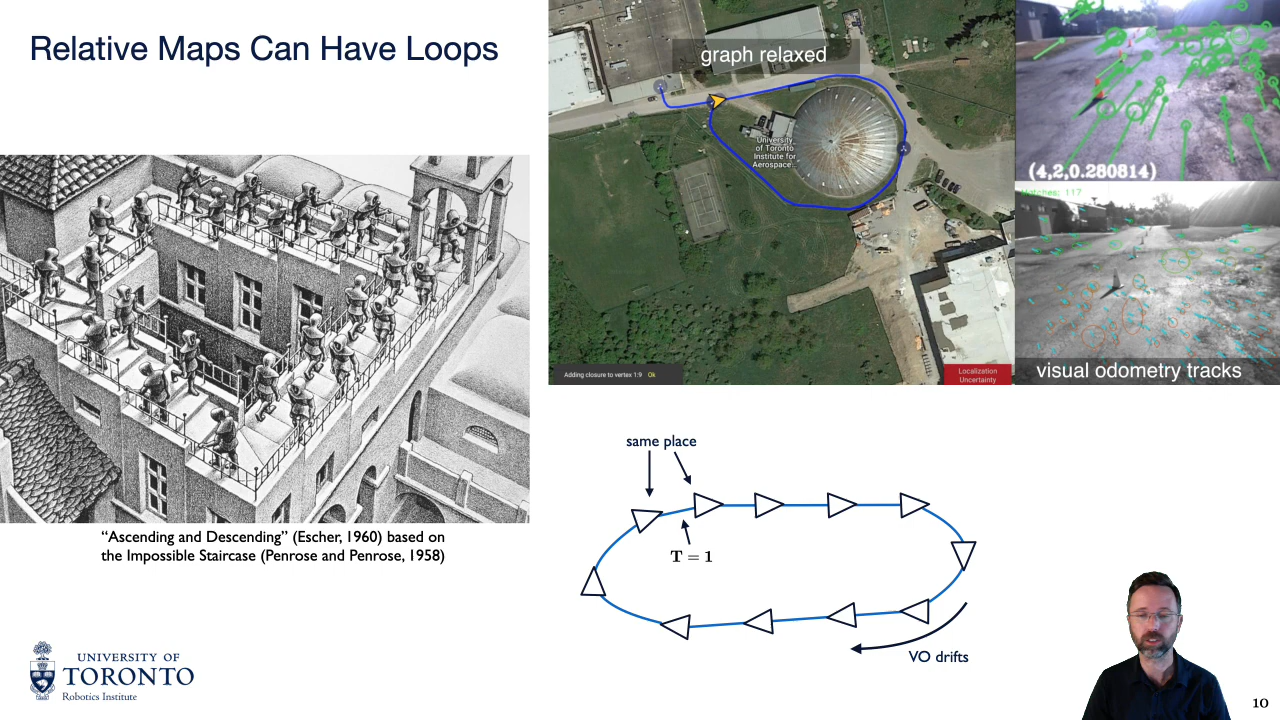 Relative Maps Can Have Loops
graph relaxed
University
of Toronto
Institute for
Aerospace...
Adding closure to vertex 1:9 Ok
Localization
Uncertainty
(4,2,0.280814)
Matches: 117
visual odometry tracks
“Ascending and Descending” (Escher, 1960) based on
the Impossible Staircase (Penrose and Penrose, 1958)
same place
T = 1
VO drifts
UNIVERSITY OF
TORONTO
Robotics Institute
10